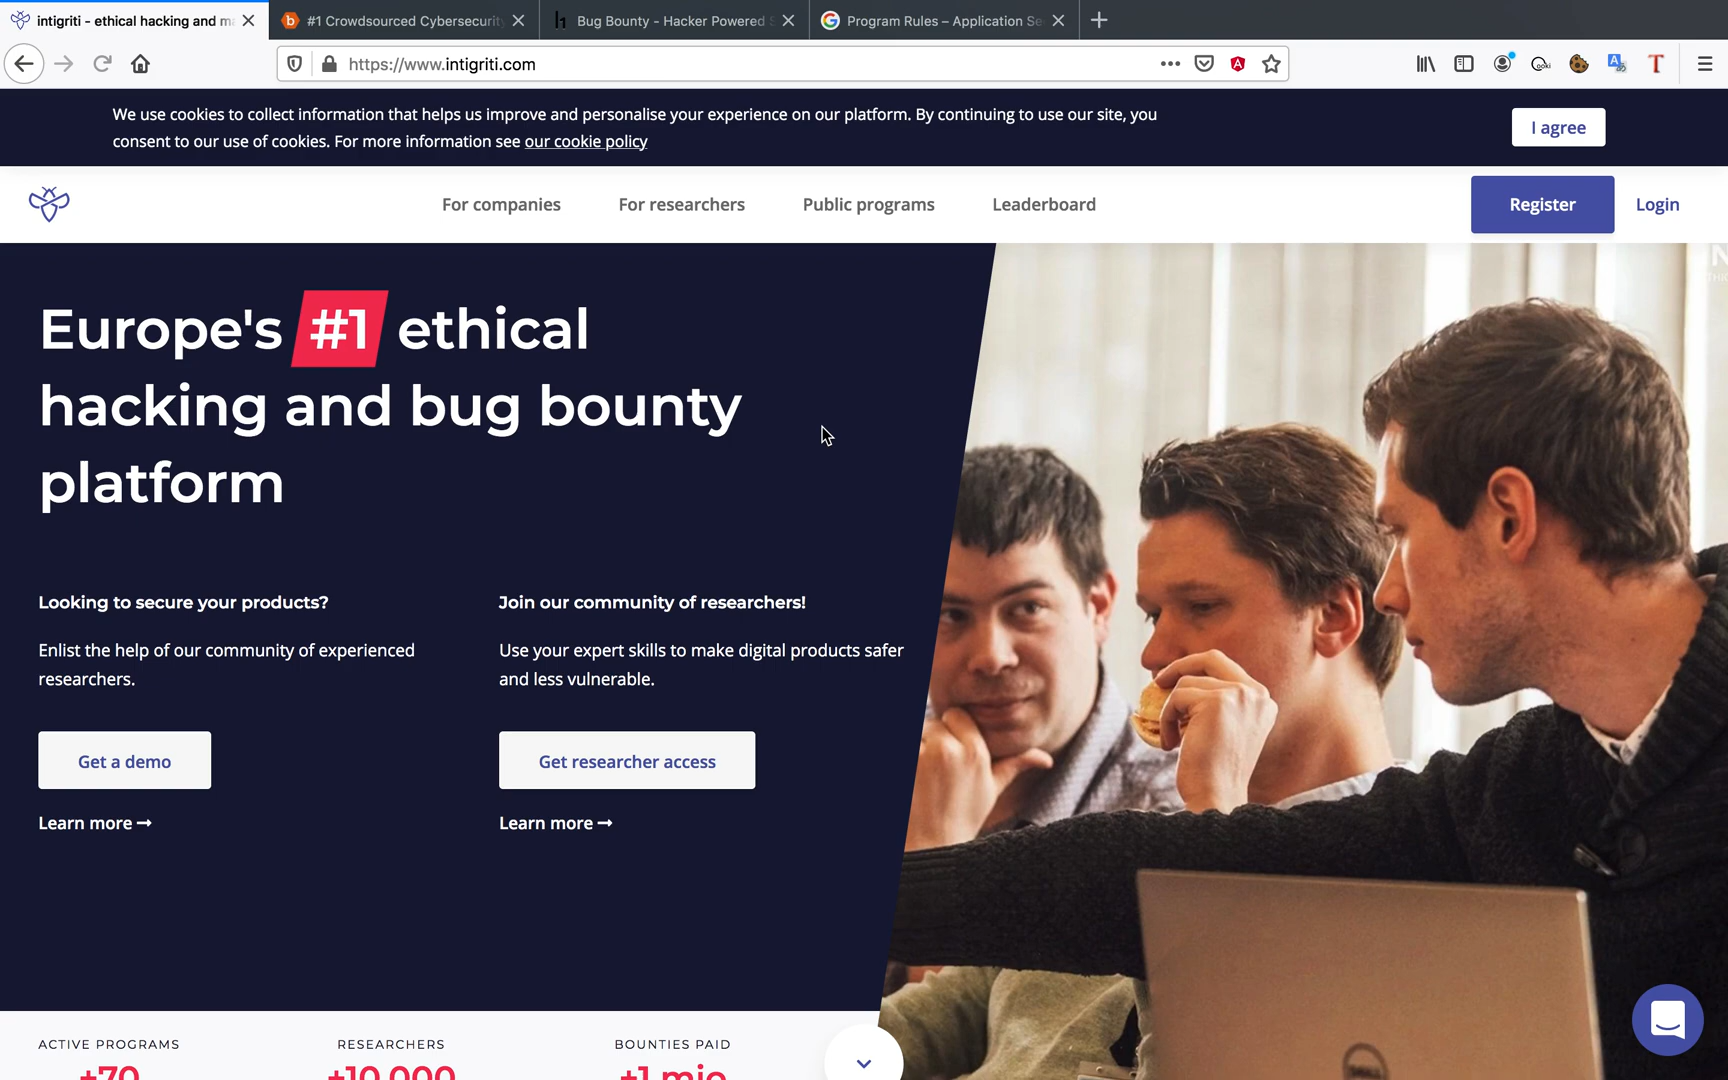 intigriti - ethical hacking and m
#1 Crowdsourced Cybersecurity
Bug Bounty - Hacker Powered S
Program Rules – Application Se
https://www.intigriti.com
We use cookies to collect information that helps us improve and personalise your experience on our platform. By continuing to use our site, you
consent to our use of cookies. For more information see our cookie policy
I agree
For companies
For researchers
Public programs
Leaderboard
Register
Login
Europe's #1 ethical
hacking and bug bounty
platform
Looking to secure your products?
Enlist the help of our community of experienced
researchers.
Get a demo
Learn more →
Join our community of researchers!
Use your expert skills to make digital products safer
and less vulnerable.
Get researcher access
Learn more →
ACTIVE PROGRAMS
+70
RESEARCHERS
+10 000
BOUNTIES PAID
+1 mio